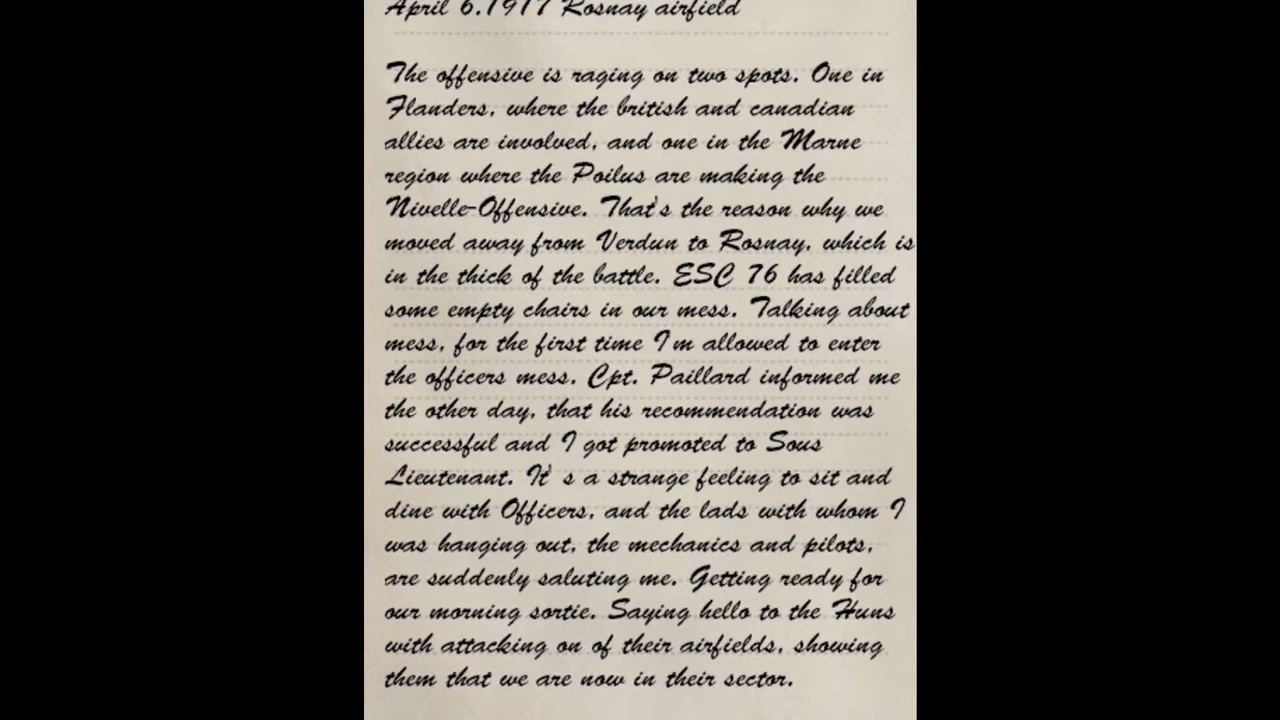 April 6.1917 Rosnay airfield
The offensive is raging on two spots. One in
Flanders, where the british and canadian
allies are involved, and one in the Marne
region where the Poilus are making the
Nivelle-Offensive. That's the reason why we
moved away from Verdun to Rosnay, which is
in the thick of the battle. ESC 76 has filled
some empty chairs in our mess. Talking about
mess, for the first time I'm allowed to enter
the officers mess. Cpt. Paillard informed me
the other day, that his recommendation was
successful and I got promoted to Sous
Lieutenant. It' s a strange feeling to sit and
dine with Officers, and the lads with whom I
was hanging out, the mechanics and pilots,
are suddenly saluting me. Getting ready for
our morning sortie. Saying hello to the Huns
with attacking on of their airfields, showing
them that we are now in their sector.